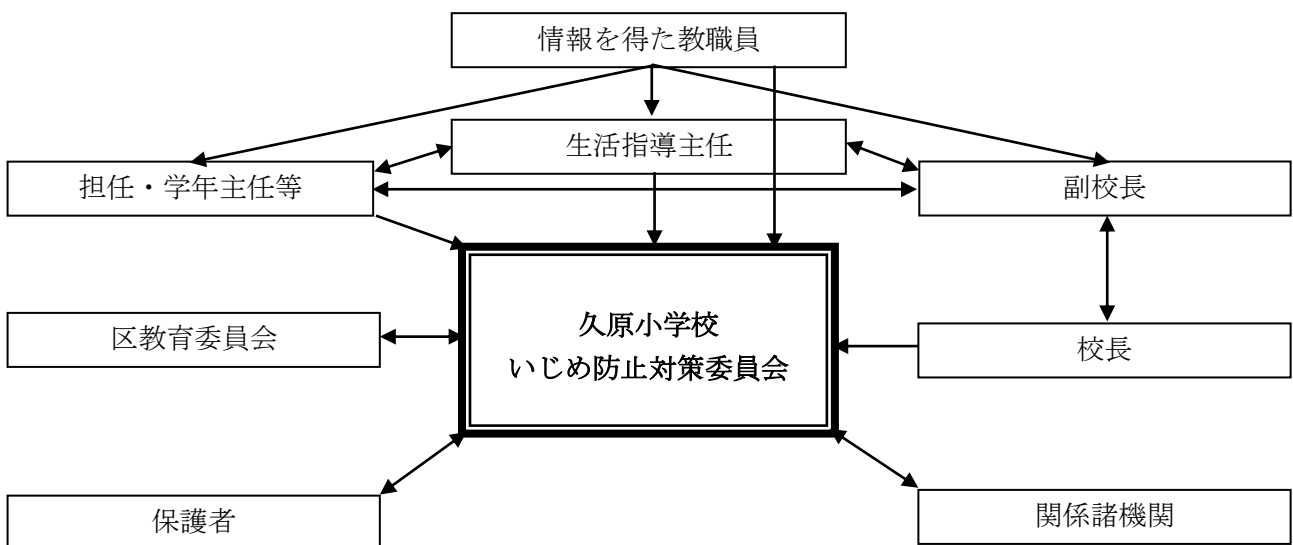 情報を得た教職員
生活指導主任
担任・学年主任等
副校長
久原小学校
いじめ防止対策委員会
区教育委員会
校長
保護者
関係諸機関